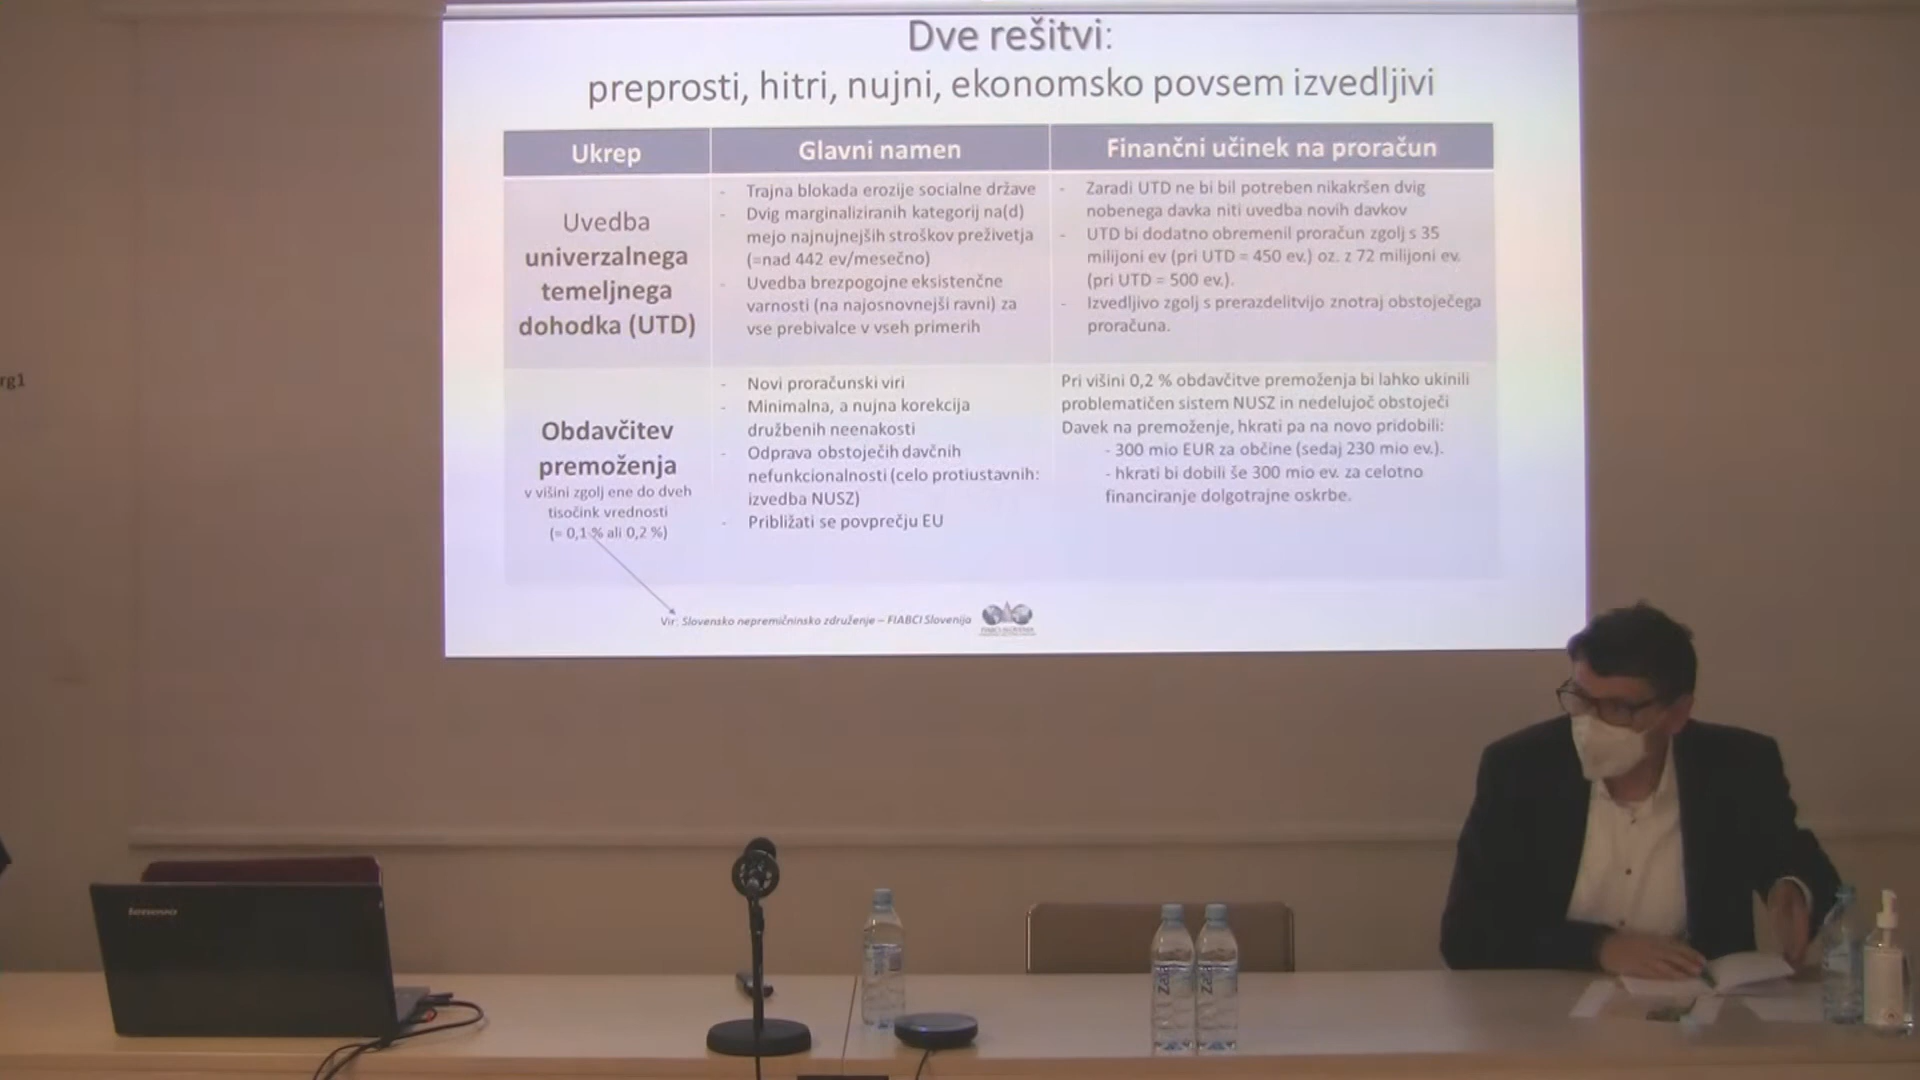 Dve rešitvi:
preprosti, hitri, nujni, ekonomsko povsem izvedljivi
Ukrep
Glavni namen
Finančni učinek na proračun
Uvedba
univerzalnega
temeljnega
dohodka (UTD)
- Trajna blokada erozije socialne države
- Dvig marginaliziranih kategorij na(d)
mejo najnujnejših stroškov preživetja
(=nad 442 ev/mesečno)
- Uvedba brezpogojne eksistenčne
varnosti (na najosnovnejši ravni) za
vse prebivalce v vseh primerih
- Zaradi UTD ne bi bil potreben nikakršen dvig
nobenega davka niti uvedba novih davkov
- UTD bi dodatno obremenil proračun zgolj s 35
milijoni ev (pri UTD = 450 ev.) oz. z 72 milijoni ev.
(pri UTD = 500 ev.).
- Izvedljivo zgolj s prerazdelitvijo znotraj obstoječega
proračuna.
Obdavčitev
premoženja
v višini zgolj ene do dveh
tisočink vrednosti
(= 0,1 % ali 0,2 %)
- Novi proračunski viri
- Minimalna, a nujna korekcija
družbenih neenakosti
- Odprava obstoječih davčnih
nefunkcionalnosti (celo protiustavnih:
izvedba NUSZ)
- Približati se povprečju EU
Pri višini 0,2 % obdavčitve premoženja bi lahko ukinili
problematičen sistem NUSZ in nedelujoč obstoječi
Davek na premoženje, hkrati pa na novo pridobili:
- 300 mio EUR za občine (sedaj 230 mio ev.).
- hkrati bi dobili še 300 mio ev. za celotno
financiranje dolgotrajne oskrbe.
Vir: Slovensko nepremičninsko združenje – FIABCI Slovenija
rg1
lenovo
Za
Za